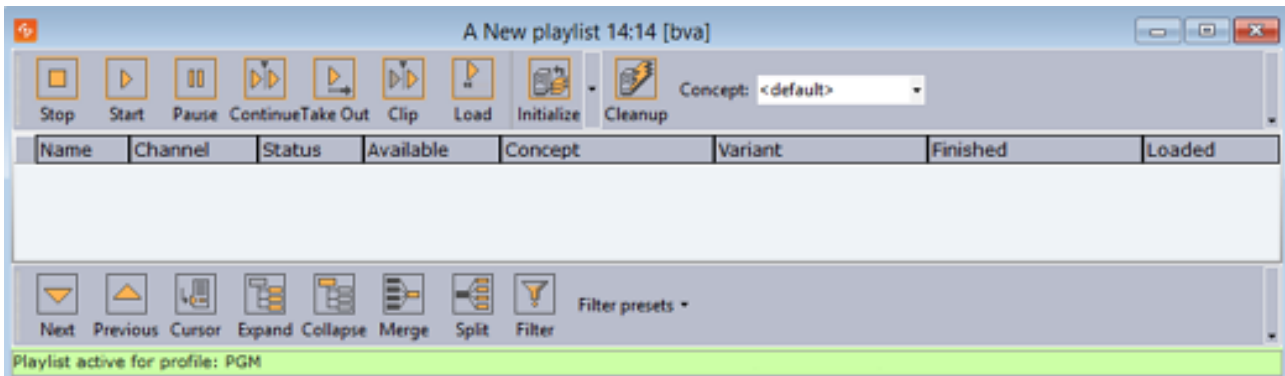 A New playlist 14:14 [bva]
Stop Start Pause Continue Take Out Clip Load Initialize Cleanup Concept: <default>
Name Channel Status Available Concept Variant Finished Loaded
Next Previous Cursor Expand Collapse Merge Split Filter Filter presets
Playlist active for profile: PGM